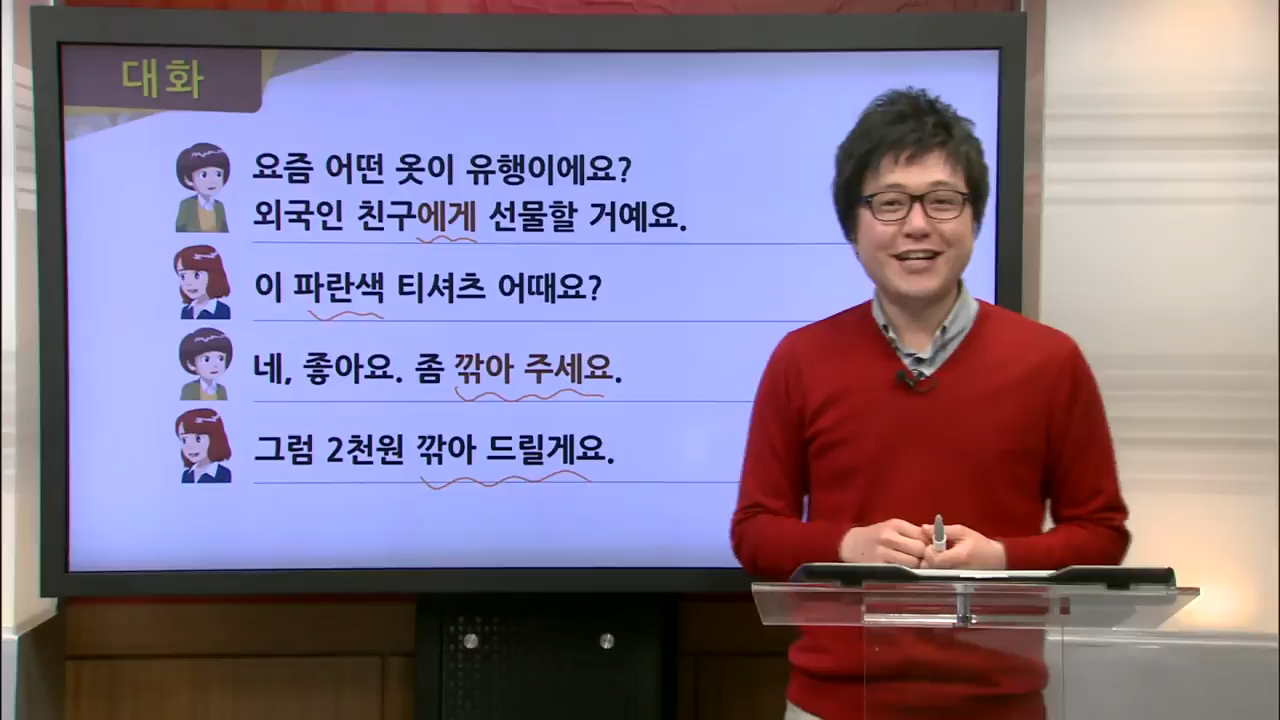 대화
요즘 어떤 옷이 유행이에요?
외국인 친구에게 선물할 거예요.
이 파란색 티셔츠 어때요?
네, 좋아요. 좀 깎아 주세요.
그럼 2천원 깎아 드릴게요.